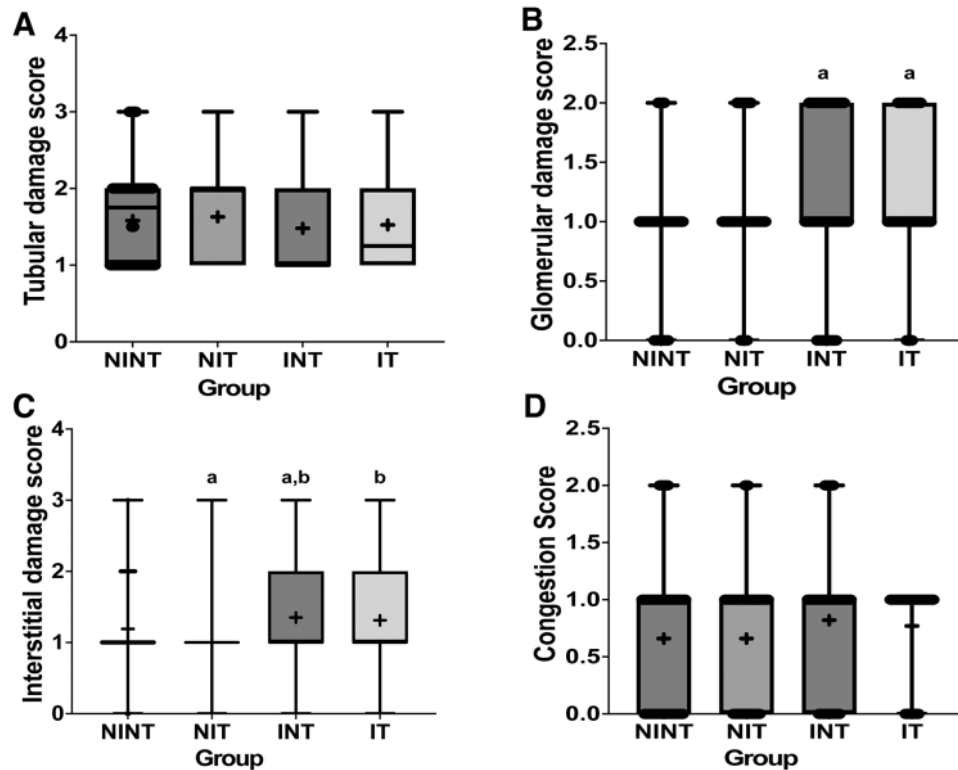 A
Tubular damage score
4
3
2
1
0
NINT NIT INT IT
Group
B
Glomerular damage score
2.5
2.0
1.5
1.0
0.5
0.0
a a
NINT NIT INT IT
Group
C
Interstitial damage score
4
3
2
1
0
a a,b b
NINT NIT INT IT
Group
D
Congestion Score
2.5
2.0
1.5
1.0
0.5
0.0
NINT NIT INT IT
Group